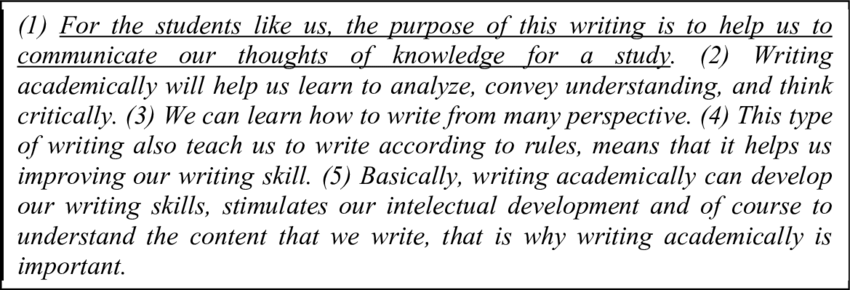 (1) For the students like us, the purpose of this writing is to help us to
communicate our thoughts of knowledge for a study. (2) Writing
academically will help us learn to analyze, convey understanding, and think
critically. (3) We can learn how to write from many perspective. (4) This type
of writing also teach us to write according to rules, means that it helps us
improving our writing skill. (5) Basically, writing academically can develop
our writing skills, stimulates our intelectual development and of course to
understand the content that we write, that is why writing academically is
important.